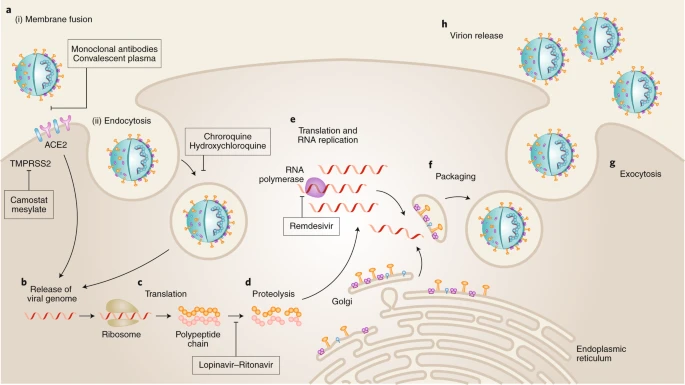 a
(i) Membrane fusion
Monoclonal antibodies
Convalescent plasma
ACE2
TMPRSS2
Camostat
mesylate
(ii) Endocytosis
Chroroquine
Hydroxychloroquine
b
Release of
viral genome
Ribosome
c
Translation
Polypeptide
chain
d
Proteolysis
Lopinavir–Ritonavir
e
Translation and
RNA replication
RNA
polymerase
Remdesivir
f
Packaging
Golgi
Endoplasmic
reticulum
g
Exocytosis
h
Virion release